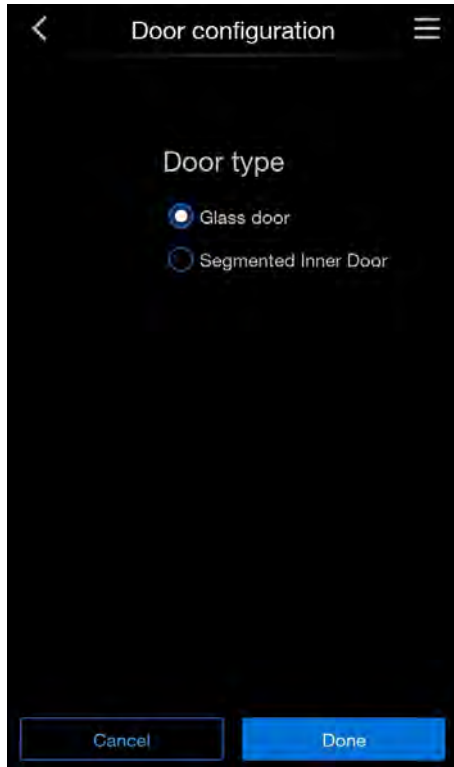 Door configuration
Door type
Glass door
Segmented Inner Door
Cancel
Done